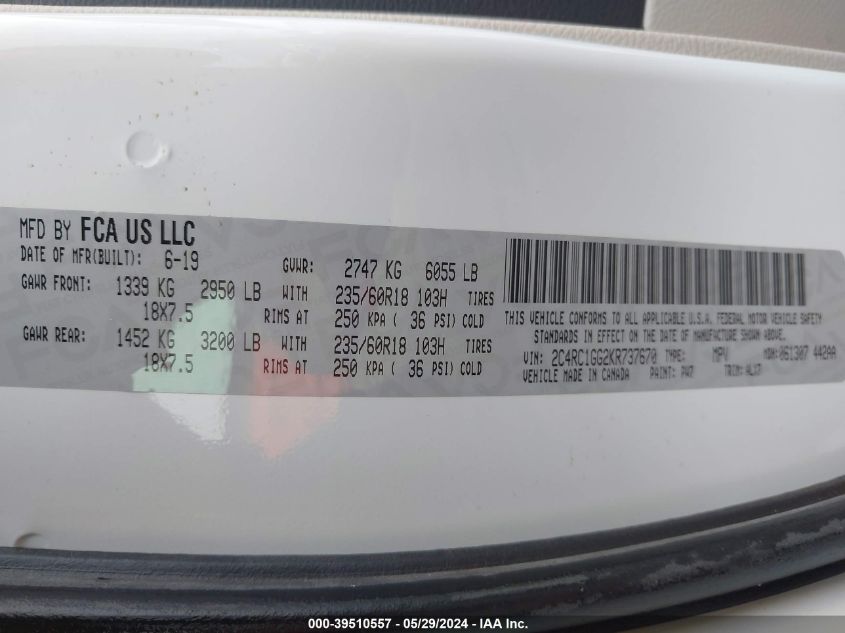 MFD BY FCA US LLC
DATE OF MFR(BUILT): 6-19
GVWR: 2747 KG 6055 LB
GAWR FRONT: 1339 KG 2950 LB WITH 235/60R18 103H TIRES
18X7.5 RIMS AT 250 KPA ( 36 PSI) COLD
GAWR REAR: 1452 KG 3200 LB WITH 235/60R18 103H TIRES
18X7.5 RIMS AT 250 KPA ( 36 PSI) COLD
THIS VEHICLE CONFORMS TO ALL APPLICABLE U.S.A. FEDERAL MOTOR VEHICLE SAFETY
STANDARDS IN EFFECT ON THE DATE OF MANUFACTURE SHOWN ABOVE.
VIN: 2C4RC1GG2KR737670 TYPE: MPV MDH: 061307 442AA
VEHICLE MADE IN CANADA PAINT: PW7 TRIM:
000-39510557 - 05/29/2024 - IAA Inc.